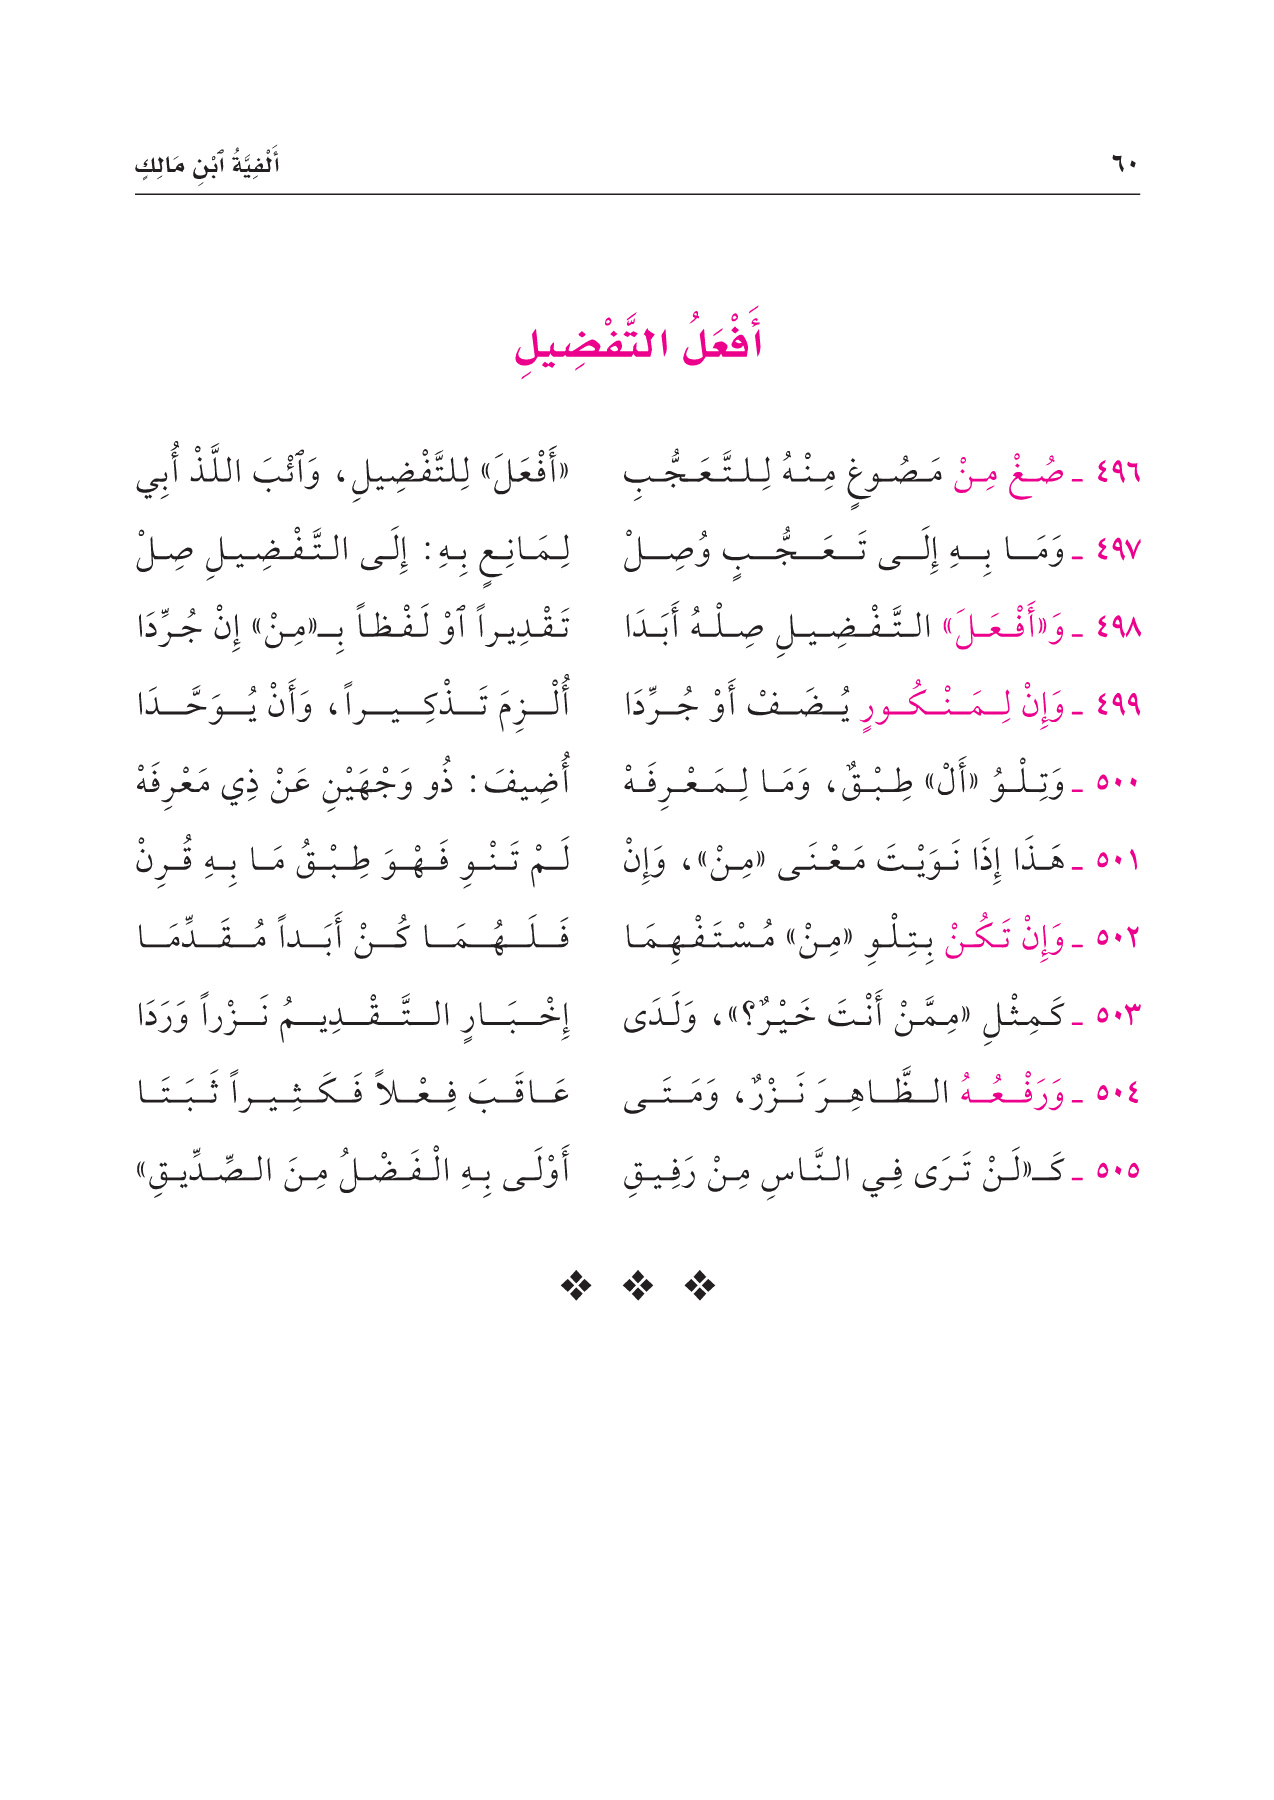 ٦٠ أَلْفِيَّةُ ٱبْنِ مَالِكٍ
أَفْعَلُ التَّفْضِيلِ
٤٩٦ ـ صُغْ مِنْ مَصُوغٍ مِنْهُ لِلتَّعَجُّبِ «أَفْعَلَ» لِلتَّفْضِيلِ، وَٱئْبَ اللَّذْ أُبِي
٤٩٧ ـ وَمَا بِهِ إِلَى تَعَجُّبٍ وُصِلْ لِمَانِعٍ بِهِ: إِلَى التَّفْضِيلِ صِلْ
٤٩٨ ـ وَ«أَفْعَلَ» التَّفْضِيلِ صِلْهُ أَبَدَا تَقْدِيراً ٱوْ لَفْظاً بِـ«مِنْ» إِنْ جُرِّدَا
٤٩٩ ـ وَإِنْ لِمَنْكُورٍ يُضَفْ أَوْ جُرِّدَا أُلْزِمَ تَذْكِيراً، وَأَنْ يُوَحَّدَا
٥٠٠ ـ وَتِلْوُ «أَلْ» طِبْقٌ، وَمَا لِمَعْرِفَهْ أُضِيفَ: ذُو وَجْهَيْنِ عَنْ ذِي مَعْرِفَهْ
٥٠١ ـ هَذَا إِذَا نَوَيْتَ مَعْنَى «مِنْ»، وَإِنْ لَمْ تَنْوِ فَهْوَ طِبْقُ مَا بِهِ قُرِنْ
٥٠٢ ـ وَإِنْ تَكُنْ بِتِلْوِ «مِنْ» مُسْتَفْهِمَا فَلَهُمَا كُنْ أَبَداً مُقَدِّمَا
٥٠٣ ـ كَمِثْلِ «مِمَّنْ أَنْتَ خَيْرٌ؟»، وَلَدَى إِخْبَارٍ التَّقْدِيمُ نَزْراً وَرَدَا
٥٠٤ ـ وَرَفْعُهُ الظَّاهِرَ نَزْرٌ، وَمَتَى عَاقَبَ فِعْلاً فَكَثِيراً ثَبَتَا
٥٠٥ ـ كَـ«لَنْ تَرَى فِي النَّاسِ مِنْ رَفِيقِ أَوْلَى بِهِ الْفَضْلُ مِنَ الصِّدِّيقِ»